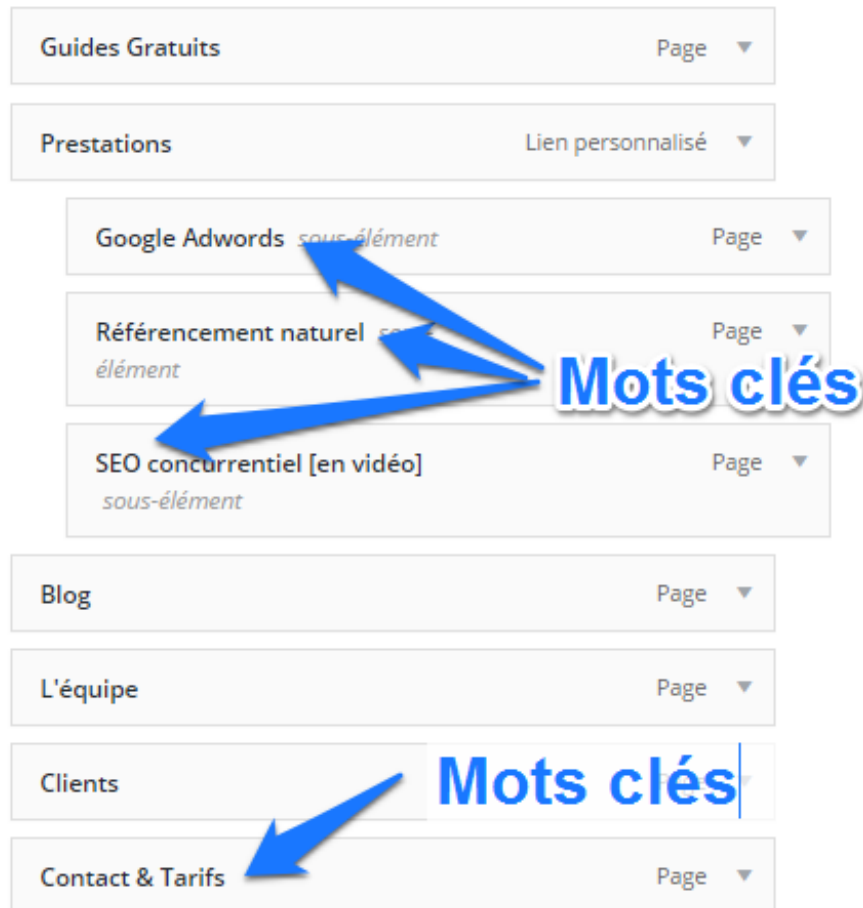 Guides Gratuits Page
Prestations Lien personnalisé
Google Adwords sous-élément Page
Référencement naturel Page
élément
Mots clés
SEO concurrentiel [en vidéo] Page
sous-élément
Blog Page
L'équipe Page
Clients
Mots clés
Contact & Tarifs Page